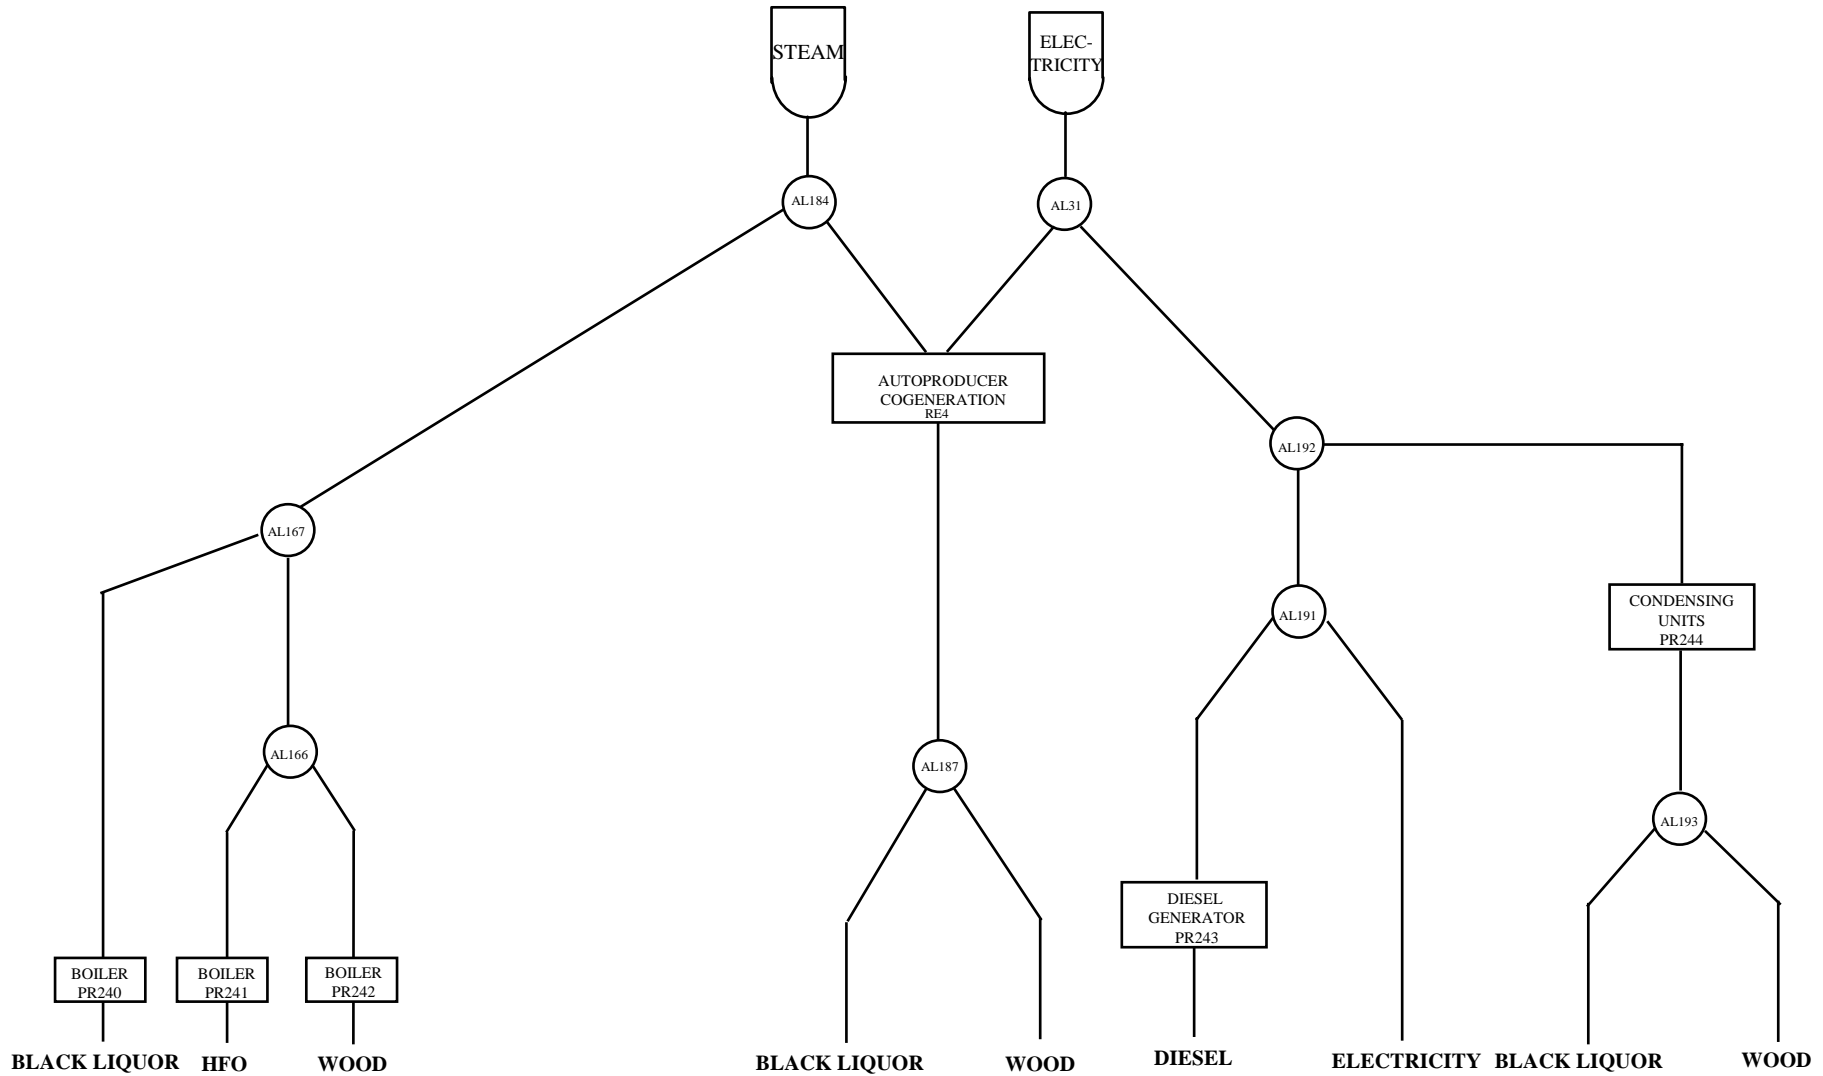 STEAM
ELEC-
TRICITY
AL184
AL31
AUTOPRODUCER
COGENERATION
RE4
AL192
AL167
CONDENSING
UNITS
PR244
AL191
AL166
AL187
AL193
DIESEL
GENERATOR
PR243
BOILER
PR240
BOILER
PR241
BOILER
PR242
BLACK LIQUOR
HFO
WOOD
BLACK LIQUOR
WOOD
DIESEL
ELECTRICITY
BLACK LIQUOR
WOOD